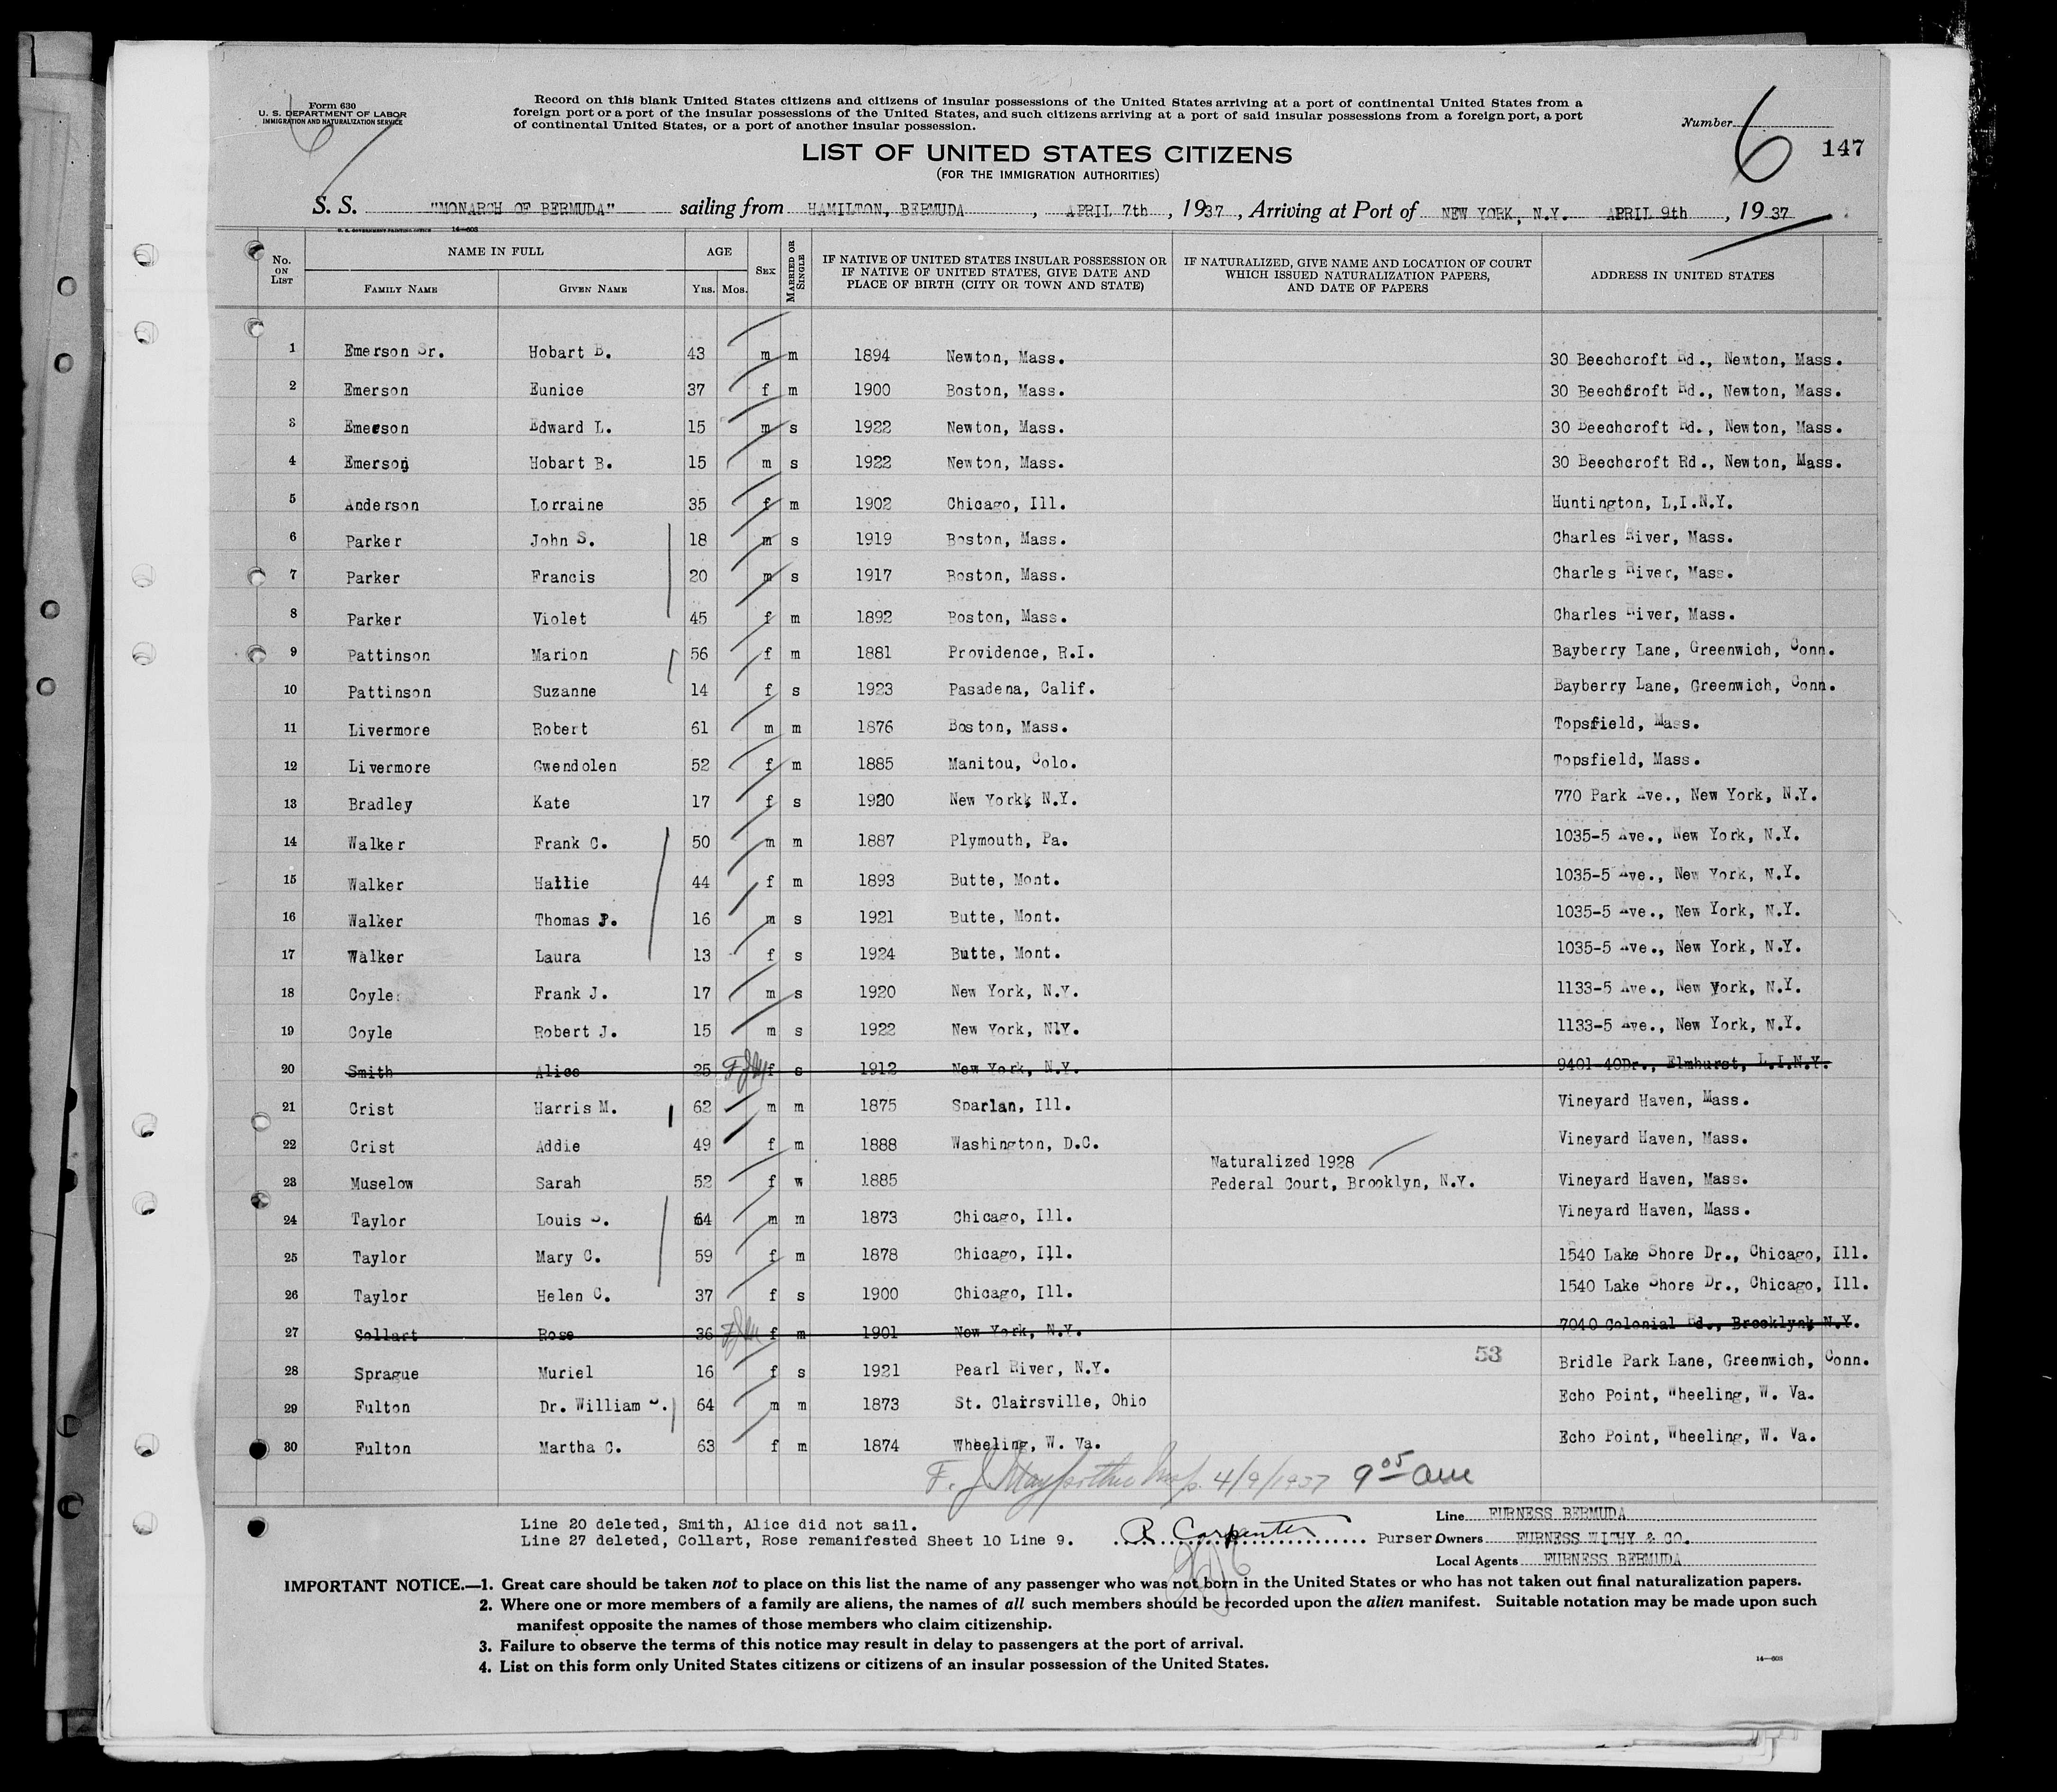 Form 630
U. S. DEPARTMENT OF LABOR
IMMIGRATION AND NATURALIZATION SERVICE
Record on this blank United States citizens and citizens of insular possessions of the United States arriving at a port of continental United States from a
foreign port or a port of the insular possessions of the United States, and such citizens arriving at a port of said insular possessions from a foreign port, a port
of continental United States, or a port of another insular possession.
Number 6
147
LIST OF UNITED STATES CITIZENS
(FOR THE IMMIGRATION AUTHORITIES)
S. S. "MONARCH OF BERMUDA" sailing from HAMILTON, BERMUDA, APRIL 7th, 1937, Arriving at Port of NEW YORK, N.Y. APRIL 9th, 1937
U. S. GOVERNMENT PRINTING OFFICE 14—608
No. ON LIST NAME IN FULL FAMILY NAME GIVEN NAME AGE YRS. MOS. SEX MARRIED OR SINGLE IF NATIVE OF UNITED STATES INSULAR POSSESSION OR IF NATIVE OF UNITED STATES, GIVE DATE AND PLACE OF BIRTH (CITY OR TOWN AND STATE) IF NATURALIZED, GIVE NAME AND LOCATION OF COURT WHICH ISSUED NATURALIZATION PAPERS, AND DATE OF PAPERS ADDRESS IN UNITED STATES
1 Emerson Sr. Hobart B. 43 m m 1894 Newton, Mass. 30 Beechcroft Rd., Newton, Mass.
2 Emerson Eunice 37 f m 1900 Boston, Mass. 30 Beechcroft Rd., Newton, Mass.
3 Emerson Edward L. 15 m s 1922 Newton, Mass. 30 Beechcroft Rd., Newton, Mass.
4 Emerson Hobart B. 15 m s 1922 Newton, Mass. 30 Beechcroft Rd., Newton, Mass.
5 Anderson Lorraine 35 f m 1902 Chicago, Ill. Huntington, L,I.N.Y.
6 Parker John S. 18 m s 1919 Boston, Mass. Charles River, Mass.
7 Parker Francis 20 m s 1917 Boston, Mass. Charles River, Mass.
8 Parker Violet 45 f m 1892 Boston, Mass. Charles River, Mass.
9 Pattinson Marion 56 f m 1881 Providence, R.I. Bayberry Lane, Greenwich, Conn.
10 Pattinson Suzanne 14 f s 1923 Pasadena, Calif. Bayberry Lane, Greenwich, Conn.
11 Livermore Robert 61 m m 1876 Boston, Mass. Topsfield, Mass.
12 Livermore Gwendolen 52 f m 1885 Manitou, Colo. Topsfield, Mass.
13 Bradley Kate 17 f s 1920 New York, N.Y. 770 Park Ave., New York, N.Y.
14 Walker Frank C. 50 m m 1887 Plymouth, Pa. 1035-5 Ave., New York, N.Y.
15 Walker Hallie 44 f m 1893 Butte, Mont. 1035-5 Ave., New York, N.Y.
16 Walker Thomas J. 16 m s 1921 Butte, Mont. 1035-5 Ave., New York, N.Y.
17 Walker Laura 13 f s 1924 Butte, Mont. 1035-5 Ave., New York, N.Y.
18 Coyle Frank J. 17 m s 1920 New York, N.Y. 1133-5 Ave., New York, N.Y.
19 Coyle Robert J. 15 m s 1922 New York, N.Y. 1133-5 Ave., New York, N.Y.
20 Smith Alice 25 f s 1912 New York, N.Y. 9401-40Dr., Elmhurst, L.I.N.Y.
21 Crist Harris M. 62 m m 1875 Sparlan, Ill. Vineyard Haven, Mass.
22 Crist Addie 49 f m 1888 Washington, D.C. Vineyard Haven, Mass.
Naturalized 1928
23 Muselow Sarah 52 f w 1885 Federal Court, Brooklyn, N.Y. Vineyard Haven, Mass.
24 Taylor Louis S. 64 m m 1873 Chicago, Ill. Vineyard Haven, Mass.
25 Taylor Mary C. 59 f m 1878 Chicago, Ill. 1540 Lake Shore Dr., Chicago, Ill.
26 Taylor Helen C. 37 f s 1900 Chicago, Ill. 1540 Lake Shore Dr., Chicago, Ill.
27 Collart Rose 36 f m 1901 New York, N.Y. 7040 Colonial Rd., Brooklyn, N.Y.
53
28 Sprague Muriel 16 f s 1921 Pearl River, N.Y. Bridle Park Lane, Greenwich, Conn.
29 Fulton Dr. William S. 64 m m 1873 St. Clairsville, Ohio Echo Point, Wheeling, W. Va.
30 Fulton Martha C. 63 f m 1874 Wheeling, W. Va. Echo Point, Wheeling, W. Va.
F. J. Insp. 4/9/1937 9 05 am
Line 20 deleted, Smith, Alice did not sail.
Line 27 deleted, Collart, Rose remanifested Sheet 10 Line 9.
R Carpenter Purser
Line FURNESS BERMUDA
Owners FURNESS WITHY & CO.
Local Agents FURNESS BERMUDA
IMPORTANT NOTICE.—1. Great care should be taken not to place on this list the name of any passenger who was not born in the United States or who has not taken out final naturalization papers.
2. Where one or more members of a family are aliens, the names of all such members should be recorded upon the alien manifest. Suitable notation may be made upon such
manifest opposite the names of those members who claim citizenship.
3. Failure to observe the terms of this notice may result in delay to passengers at the port of arrival.
4. List on this form only United States citizens or citizens of an insular possession of the United States.
14—608